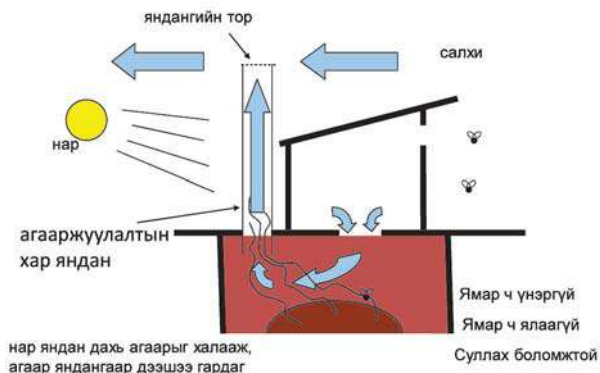 яндангийн тор
салхи
нар
агааржуулалтын
хар яндан
Ямар ч үнэргүй
Ямар ч ялаагүй
Суллах боломжтой
нар яндан дахь агаарыг халааж,
агаар яндангаар дээшээ гардаг